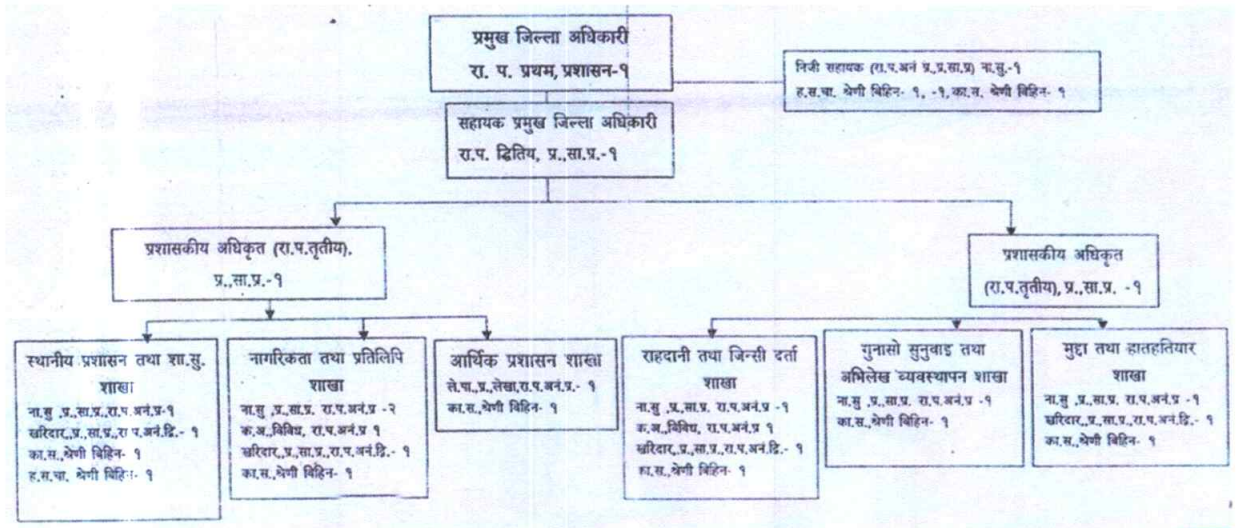 प्रमुख जिल्ला अधिकारी
रा. प. प्रथम, प्रशासन-१
निजी सहायक (रा.प.अनं प्र.,प्र.सा.प्र) ना.सु.-१
ह.स.चा. श्रेणी विहिन- १, -१,का.स. श्रेणी विहिन- १
सहायक प्रमुख जिल्ला अधिकारी
रा.प. द्वितिय, प्र.,सा.प्र.-१
प्रशासकीय अधिकृत (रा.प.तृतीय).
प्र.,सा.प्र.-१
प्रशासकीय अधिकृत
(रा.प.तृतीय), प्र.,सा.प्र. -१
स्थानीय प्रशासन तथा शा.सु.
शाखा
ना.सु .प्र.,सा.प्र.,रा.प.अनं.प्र-१
खरिदार,.प्र.,सा.प्र.,रा प.अनं.द्वि.- १
का.स.,श्रेणी विहिन- १
ह.स.चा. श्रेणी विहिन- १
नागरिकता तथा प्रतिलिपि
शाखा
ना.सु .प्र.,सा.प्र. रा.प.अनं.प्र -२
क.अ.,विविध, रा.प.अनं.प्र १
खरिदार,.प्र.,सा.प्र.,रा.प.अनं.द्वि.- १
का.स.,श्रेणी विहिन- १
आर्थिक प्रशासन शाखा
ले.पा.,प्र.,लेखा,रा.प.अनं.प्र.- १
का.स.,श्रेणी विहिन- १
राहदानी तथा जिन्सी दर्ता
शाखा
ना.सु .प्र.,सा.प्र. रा.प.अनं.प्र -१
क.अ.,विविध, रा.प.अनं.प्र १
खरिदार,.प्र.,सा.प्र.,रा.प.अनं.द्वि.- १
का.स.,श्रेणी विहिन- १
गुनासो सुनुवाइ तथा
अभिलेख व्यवस्थापन शाखा
ना.सु .प्र.,सा.प्र. रा.प.अनं.प्र -१
का.स.,श्रेणी विहिन- १
मुद्दा तथा हातहतियार
शाखा
ना.सु .प्र.,सा.प्र. रा.प.अनं.प्र -१
खरिदार,.प्र.,सा.प्र.,रा.प.अनं.द्वि.- १
का.स.,श्रेणी विहिन- १